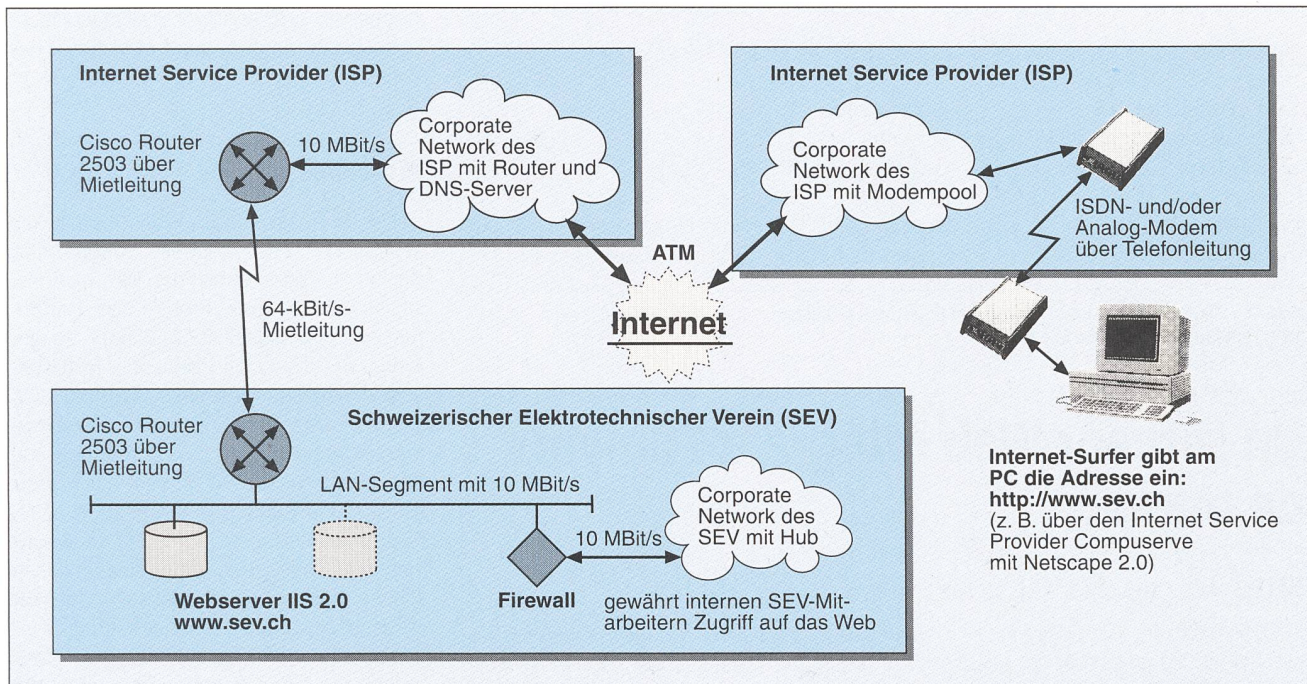 Internet Service Provider (ISP)
Cisco Router
2503 über
Mietleitung
10 MBit/s
Corporate
Network des
ISP mit Router und
DNS-Server
Internet Service Provider (ISP)
Corporate
Network des
ISP mit Modempool
ISDN- und/oder
Analog-Modem
über Telefonleitung
ATM
Internet
64-kBit/s-
Mietleitung
Schweizerischer Elektrotechnischer Verein (SEV)
Cisco Router
2503 über
Mietleitung
LAN-Segment mit 10 MBit/s
Corporate
Network des
SEV mit Hub
10 MBit/s
Webserver IIS 2.0
www.sev.ch
Firewall
gewährt internen SEV-Mit-
arbeitern Zugriff auf das Web
Internet-Surfer gibt am
PC die Adresse ein:
http://www.sev.ch
(z. B. über den Internet Service
Provider Compuserve
mit Netscape 2.0)